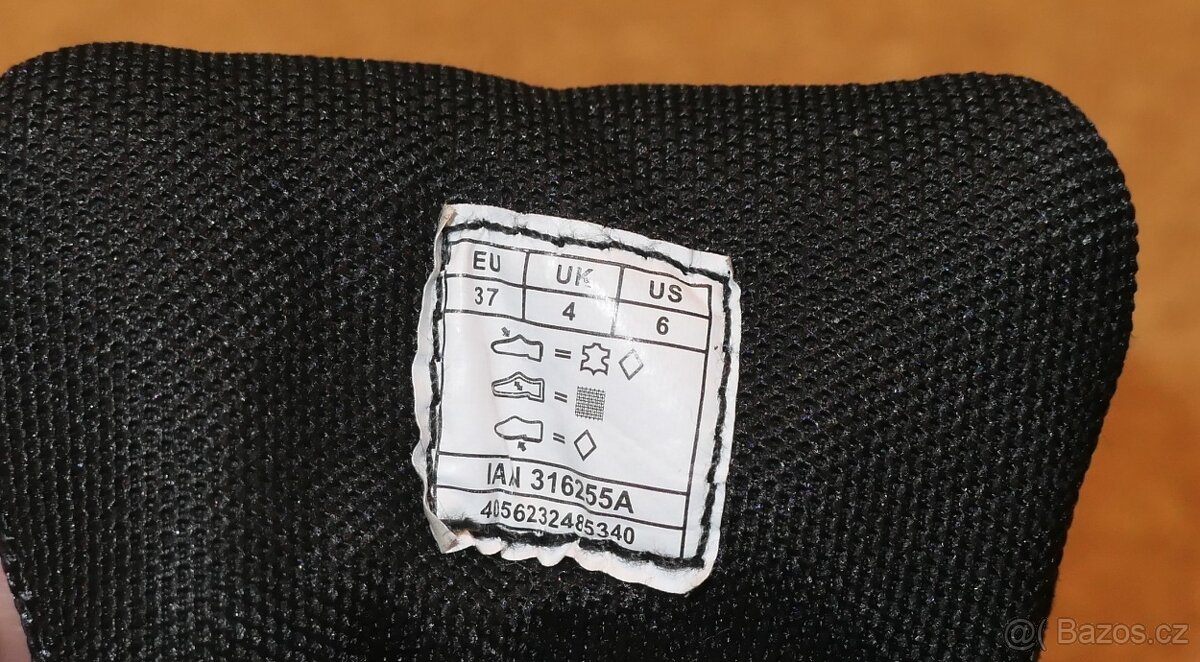 EU UK US
37 4 6
= 
=
=
IAN 316255A
4056232485340
@( Bazos.cz